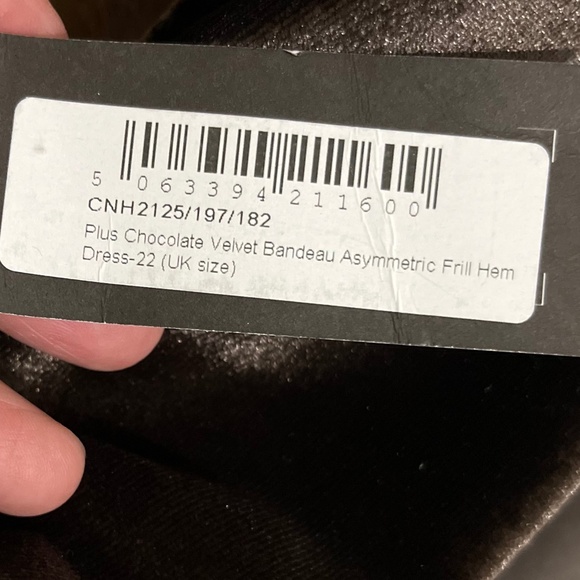 5 063394 211600
CNH2125/197/182
Plus Chocolate Velvet Bandeau Asymmetric Frill Hem
Dress-22 (UK size)